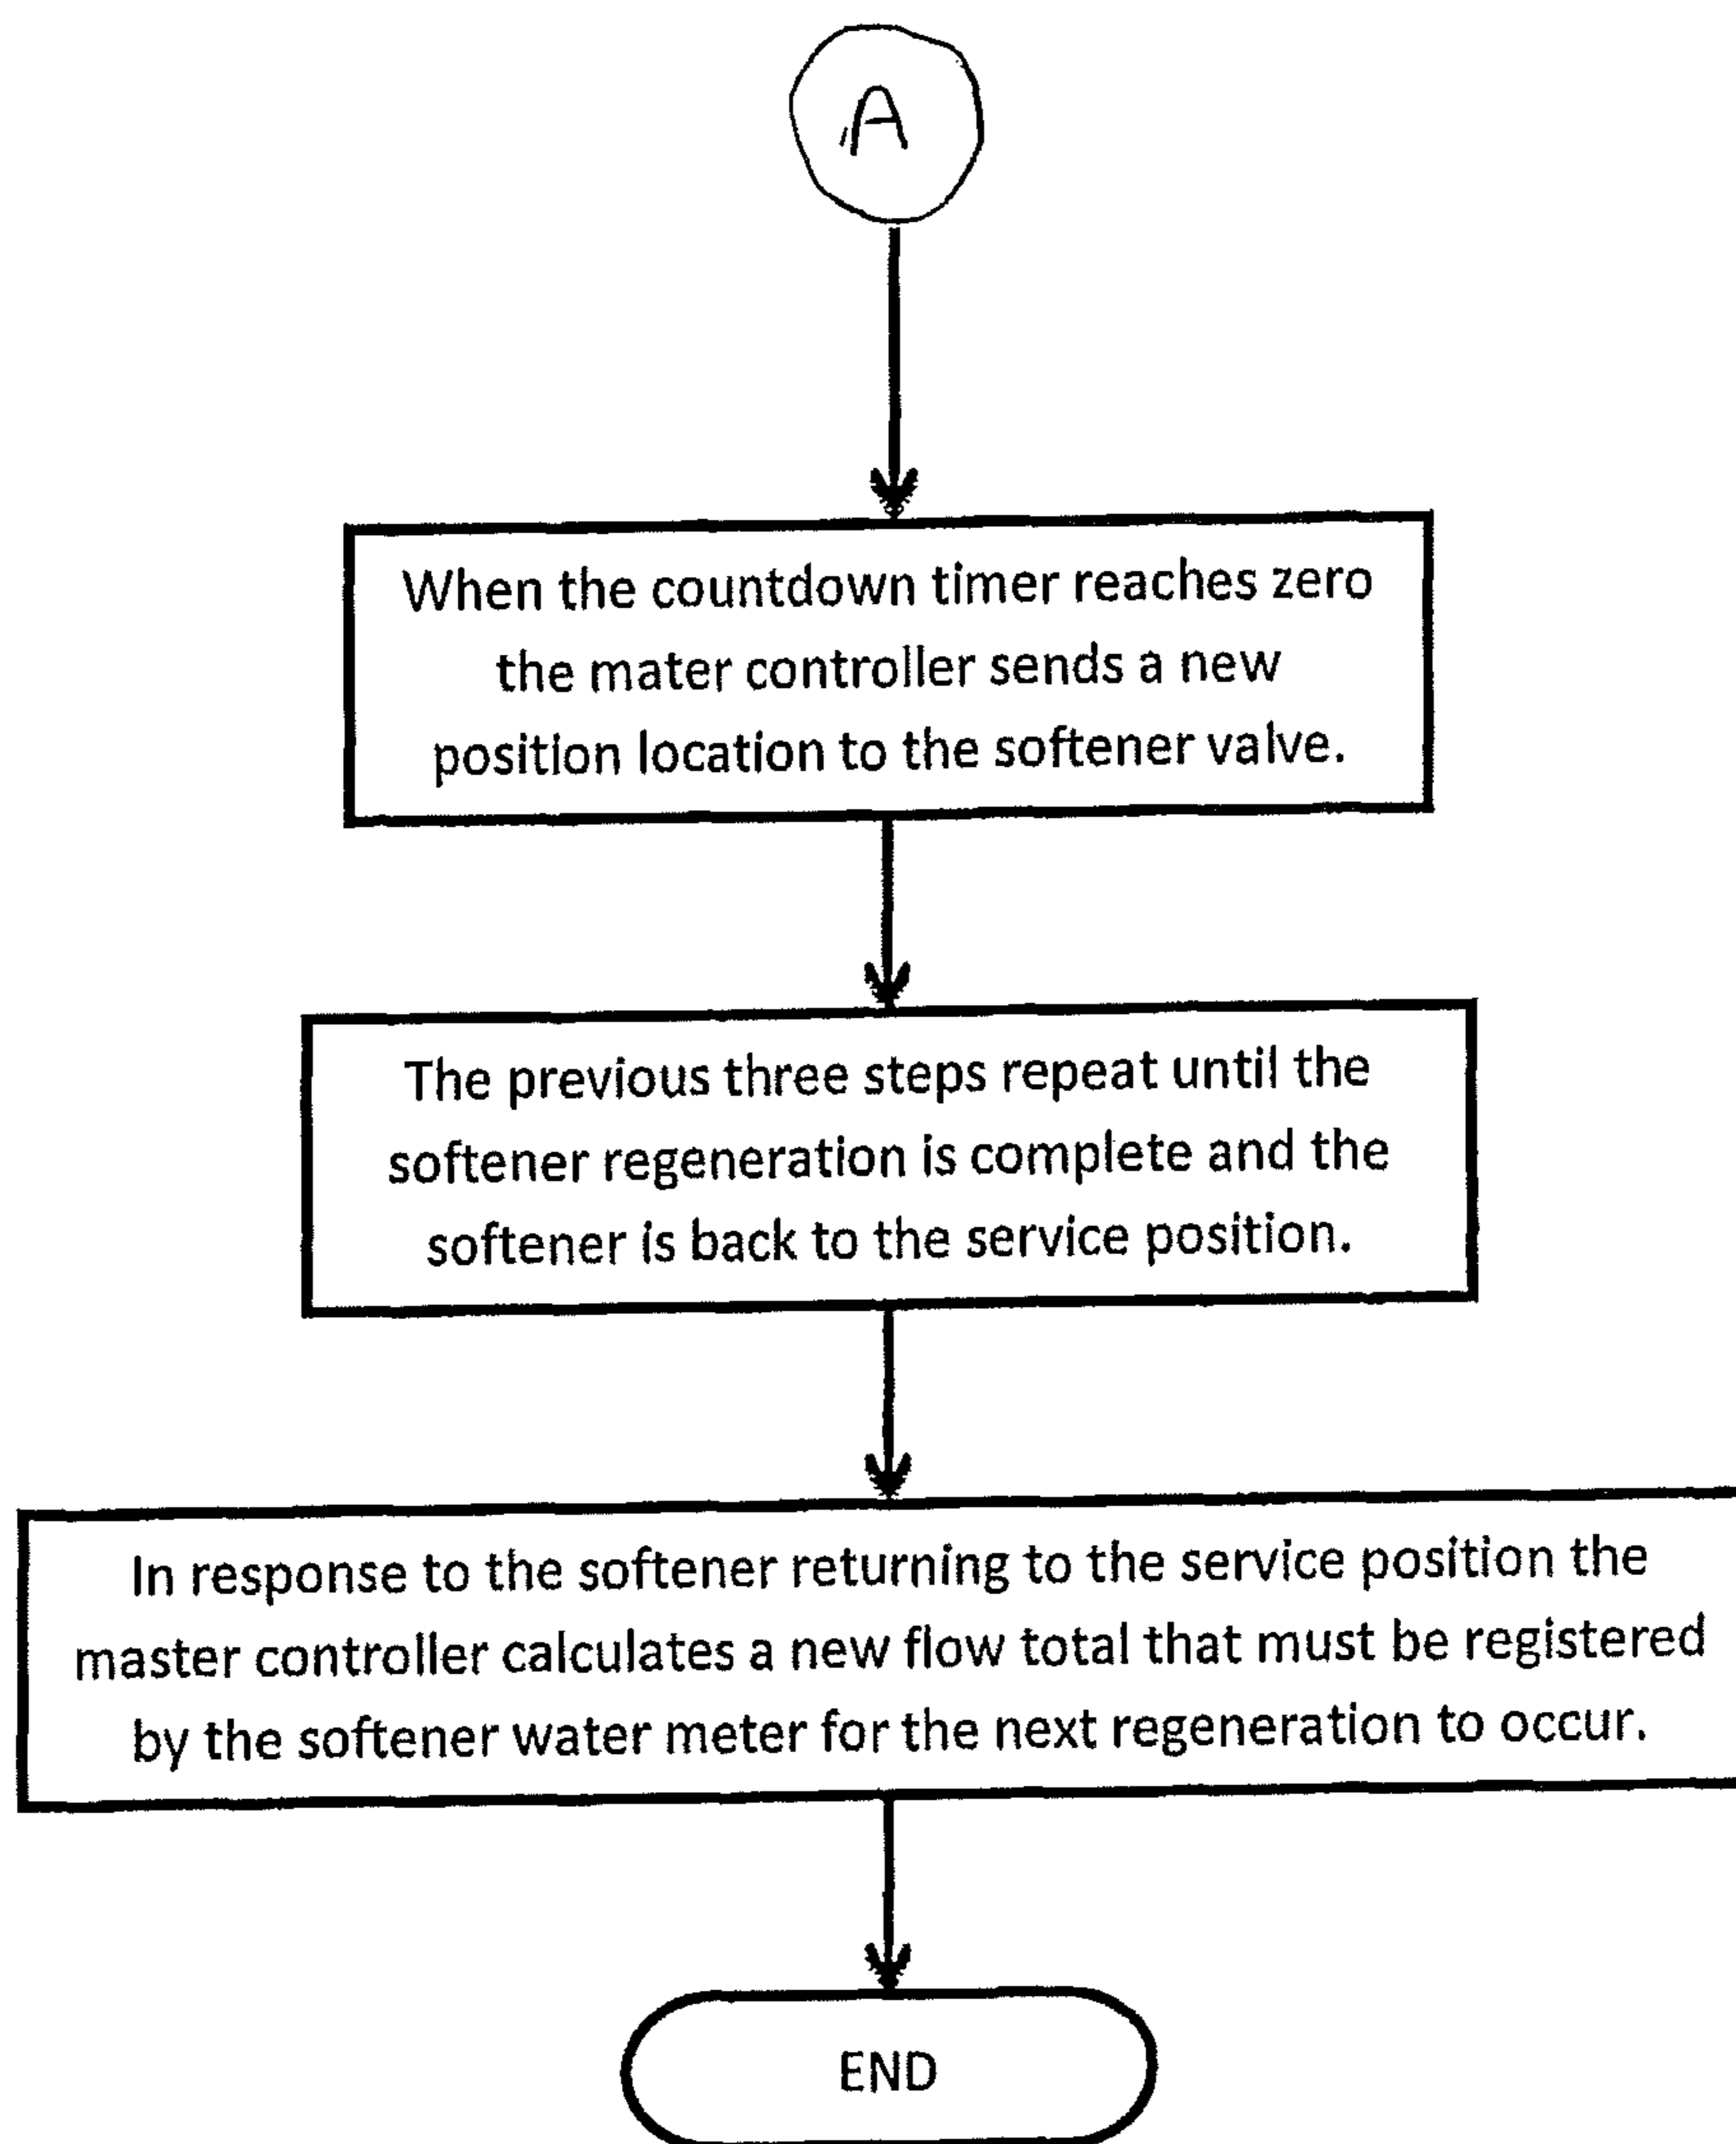 A
When the countdown timer reaches zero
the mater controller sends a new
position location to the softener valve.
The previous three steps repeat until the
softener regeneration is complete and the
softener is back to the service position.
In response to the softener returning to the service position the
master controller calculates a new flow total that must be registered
by the softener water meter for the next regeneration to occur.
END